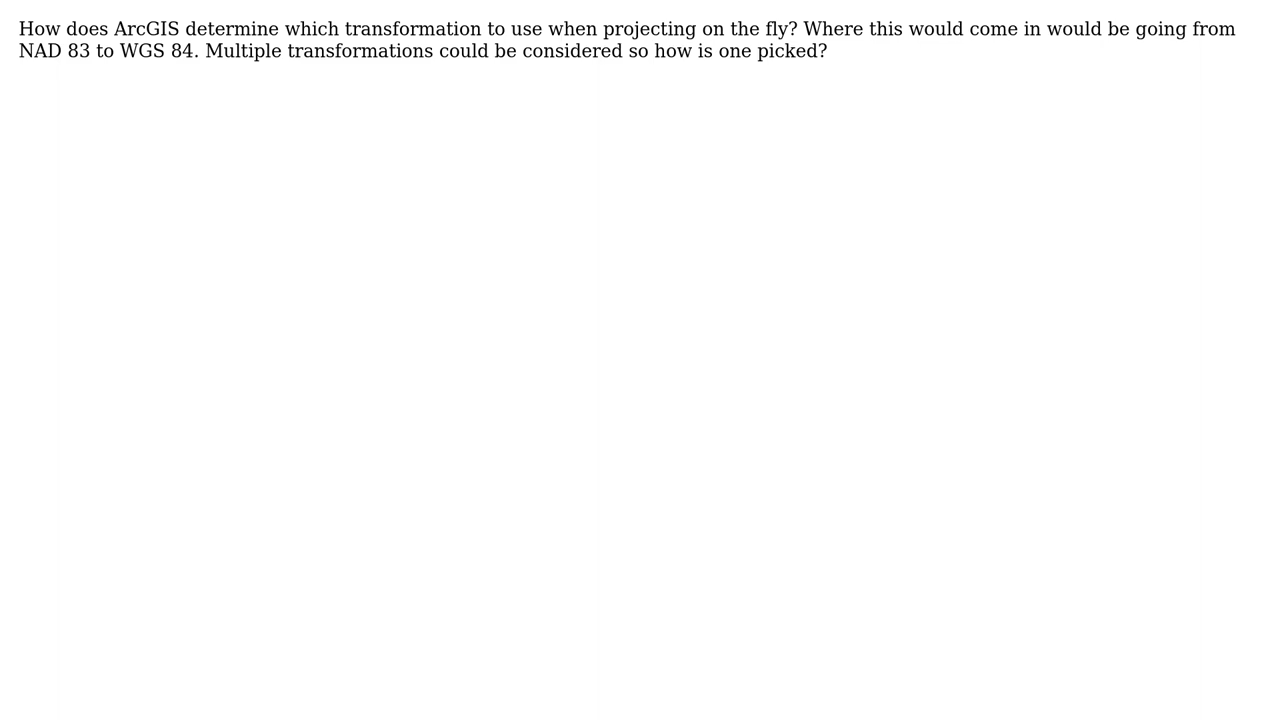 How does ArcGIS determine which transformation to use when projecting on the fly? Where this would come in would be going from
NAD 83 to WGS 84. Multiple transformations could be considered so how is one picked?